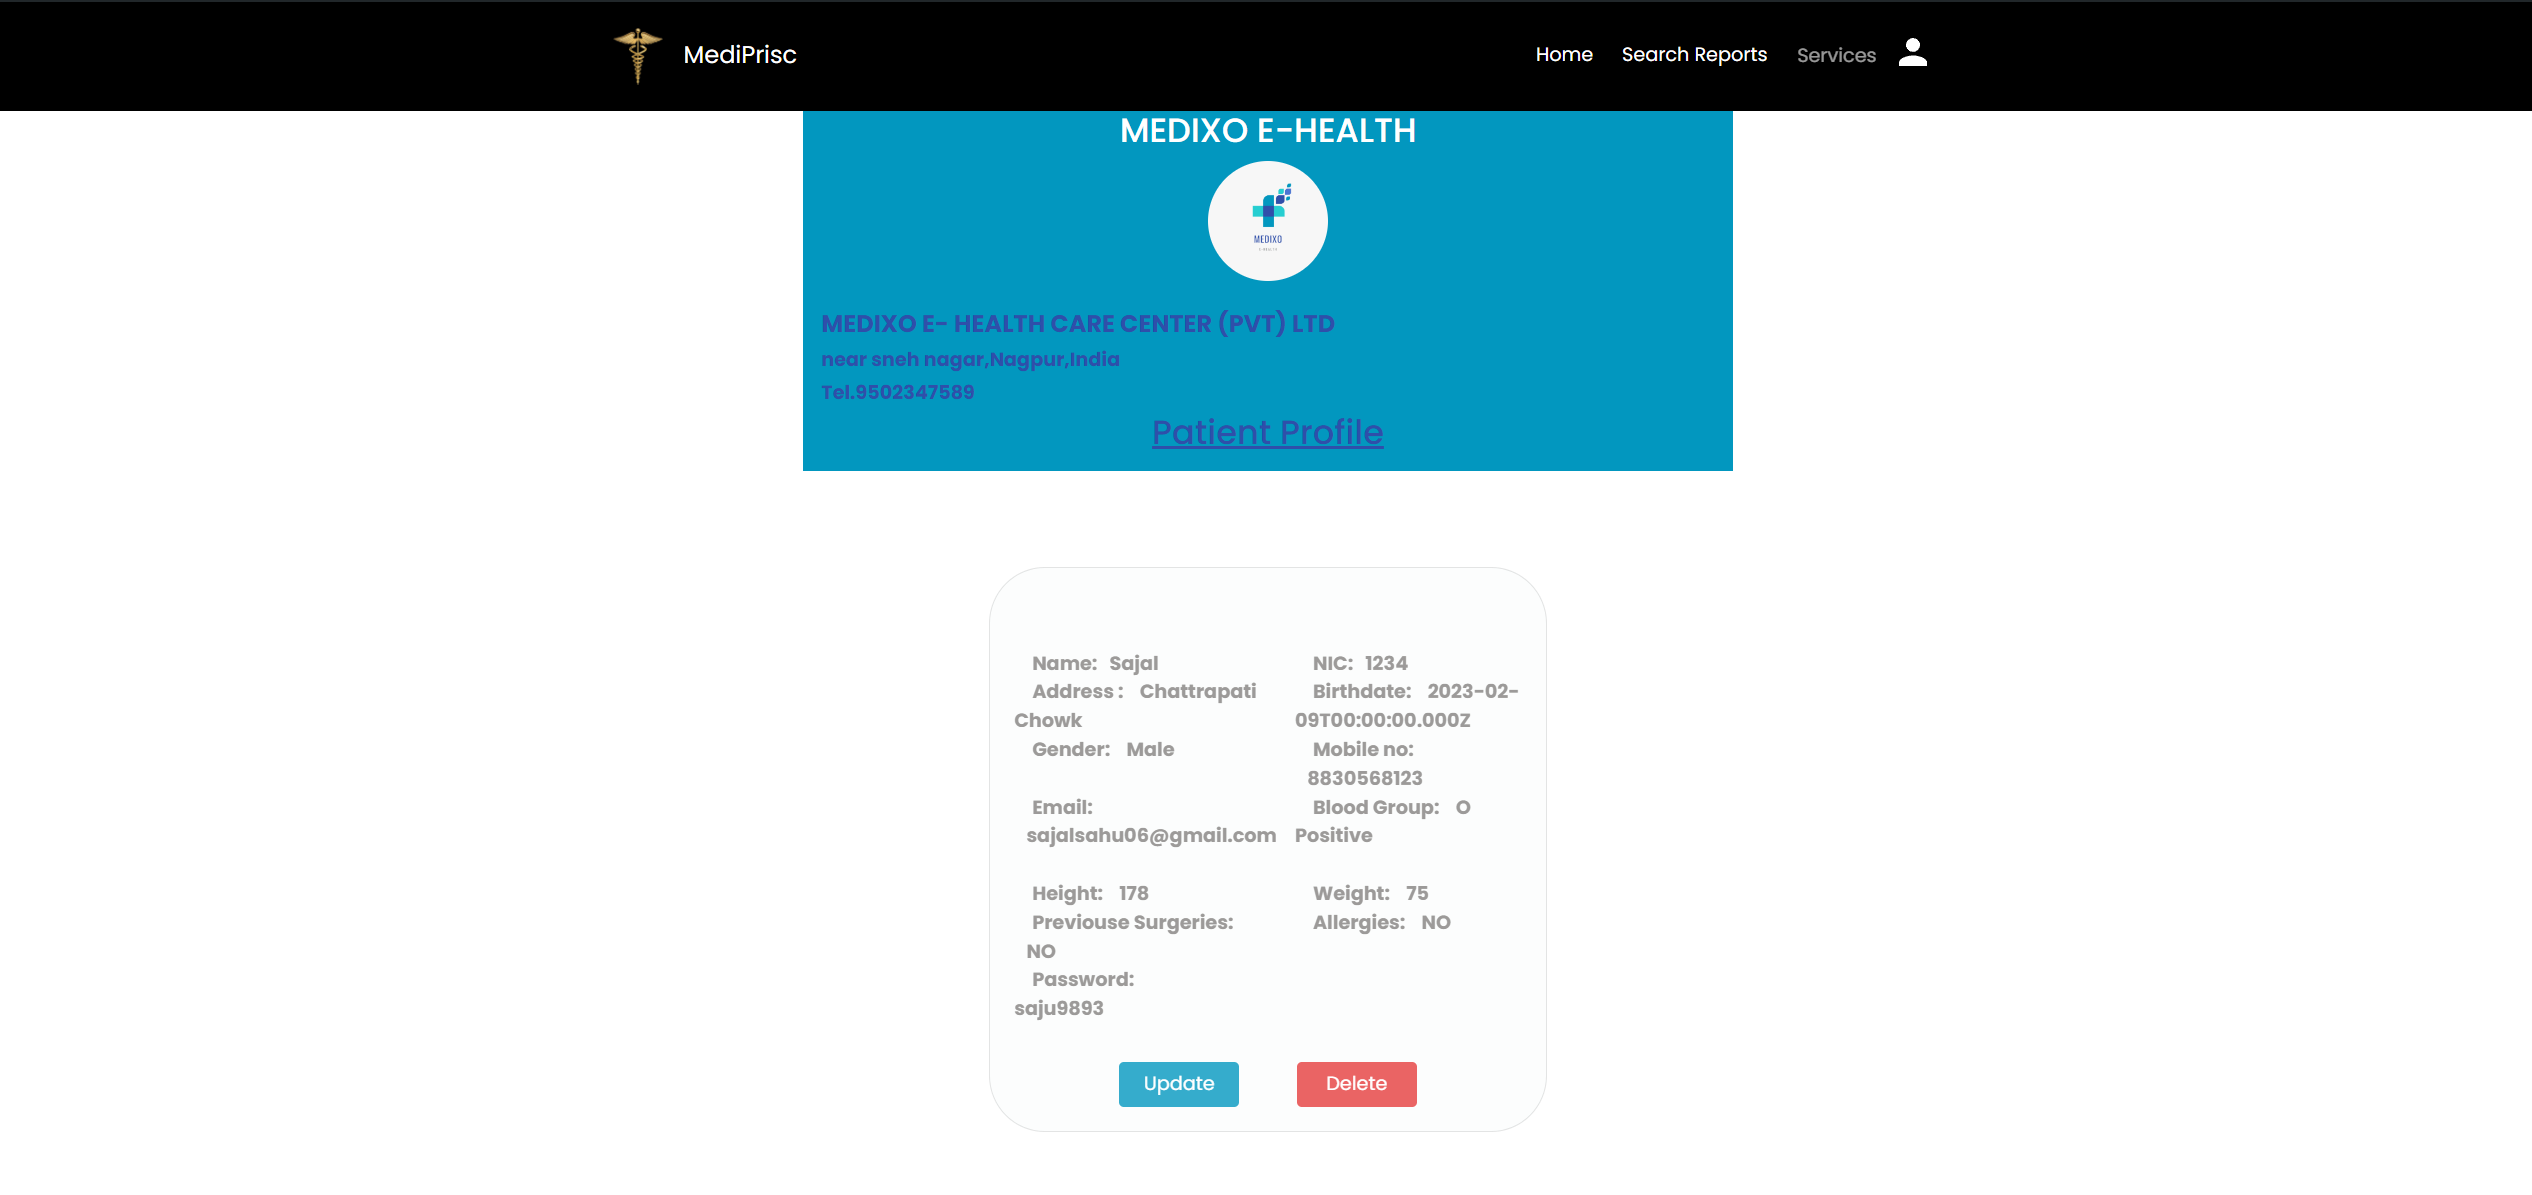 MediPrisc
Home Search Reports Services
MEDIXO E-HEALTH
MEDIXO
MEDIXO E- HEALTH CARE CENTER (PVT) LTD
near sneh nagar,Nagpur,India
Tel.9502347589
Patient Profile
Name: Sajal
NIC: 1234
Address : Chattrapati
Chowk
Birthdate: 2023-02-
09T00:00:00.000Z
Gender: Male
Mobile no:
8830568123
Email:
sajalsahu06@gmail.com
Blood Group: O
Positive
Height: 178
Weight: 75
Previouse Surgeries:
NO
Allergies: NO
Password:
saju9893
Update
Delete